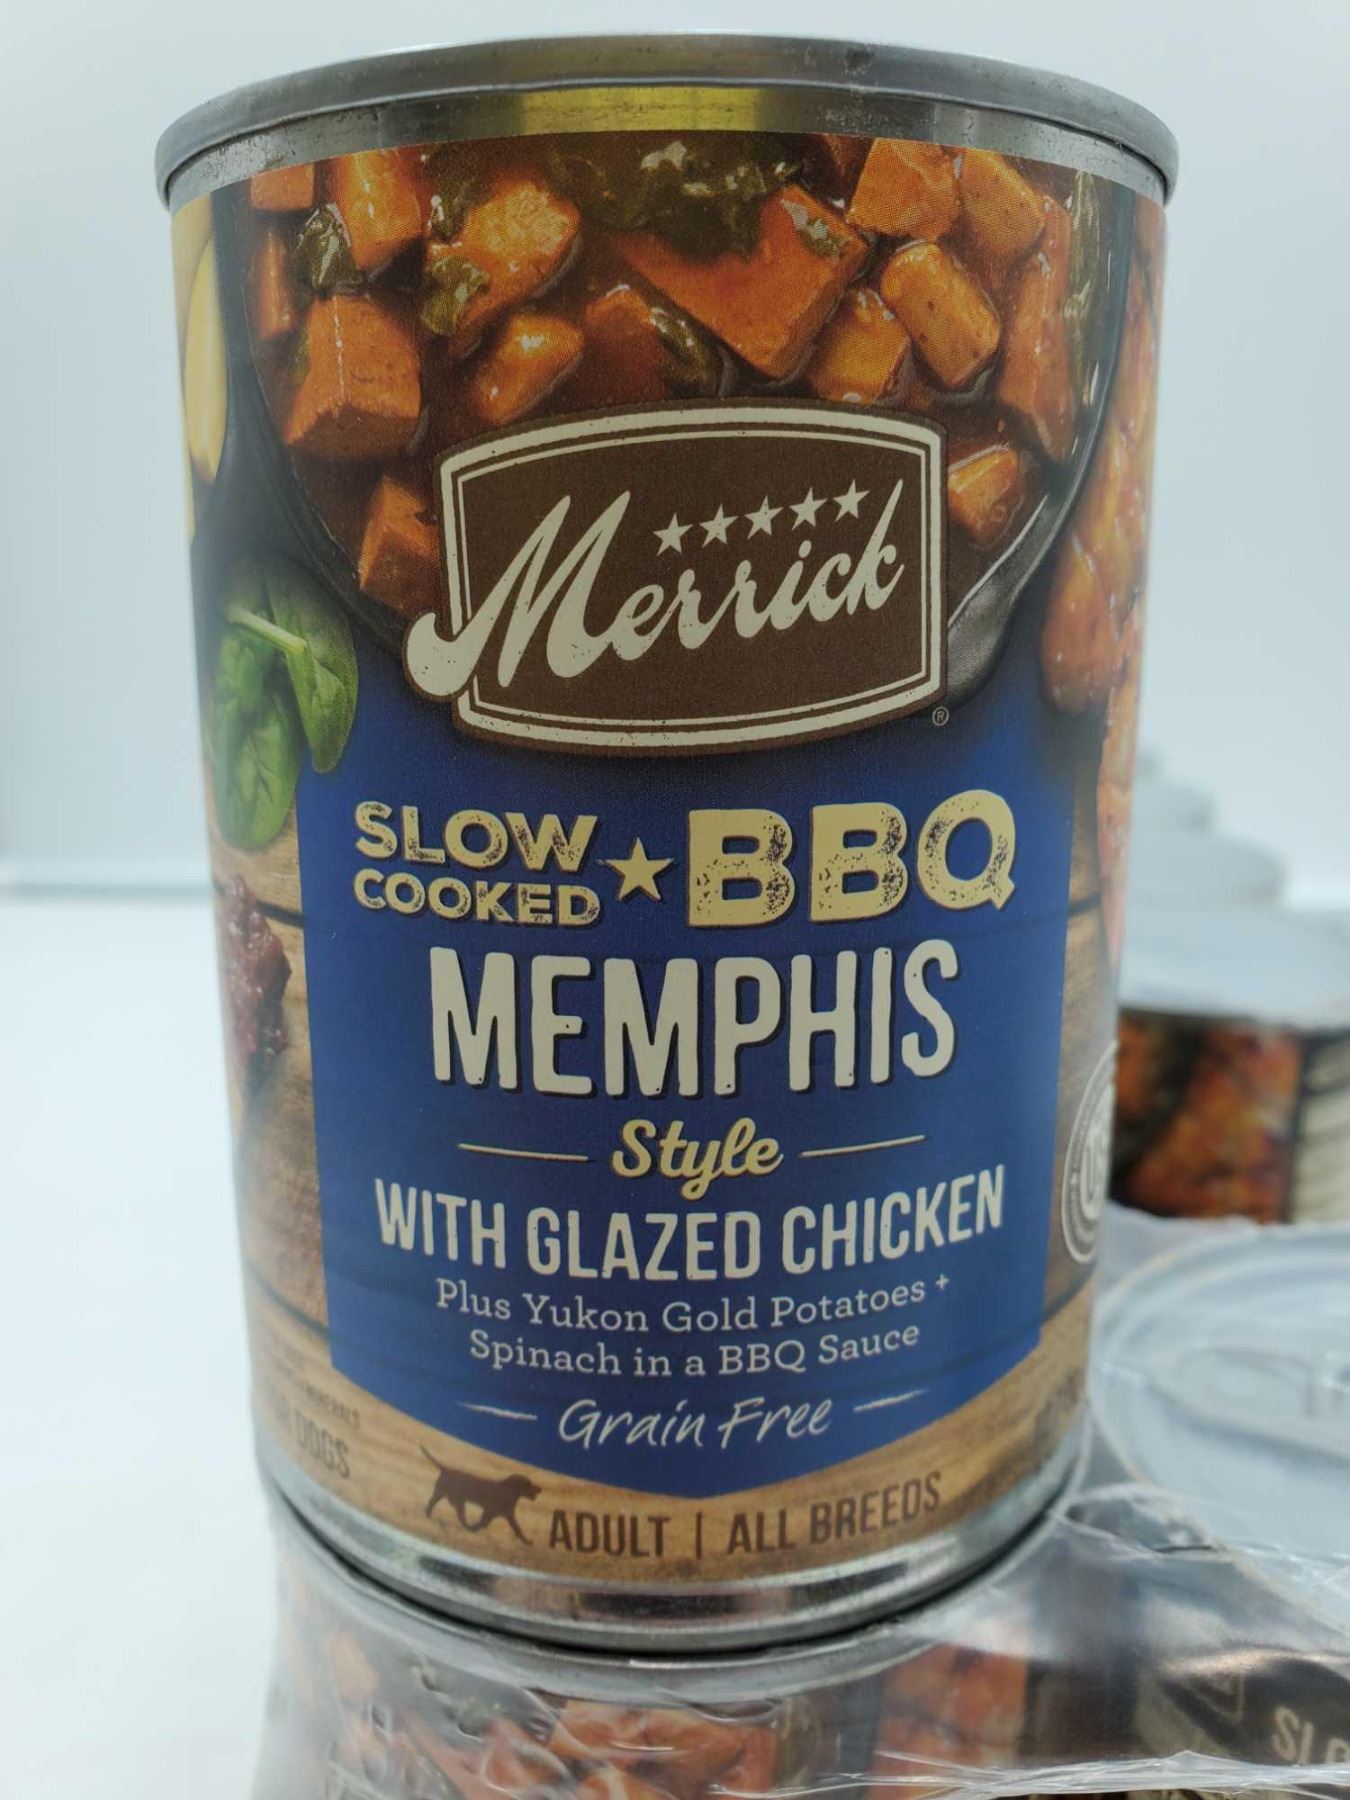 Merrick
®
SLOW COOKED ★ BBQ
MEMPHIS
Style
WITH GLAZED CHICKEN
Plus Yukon Gold Potatoes +
Spinach in a BBQ Sauce
Grain Free
DOGS
ADULT | ALL BREEDS